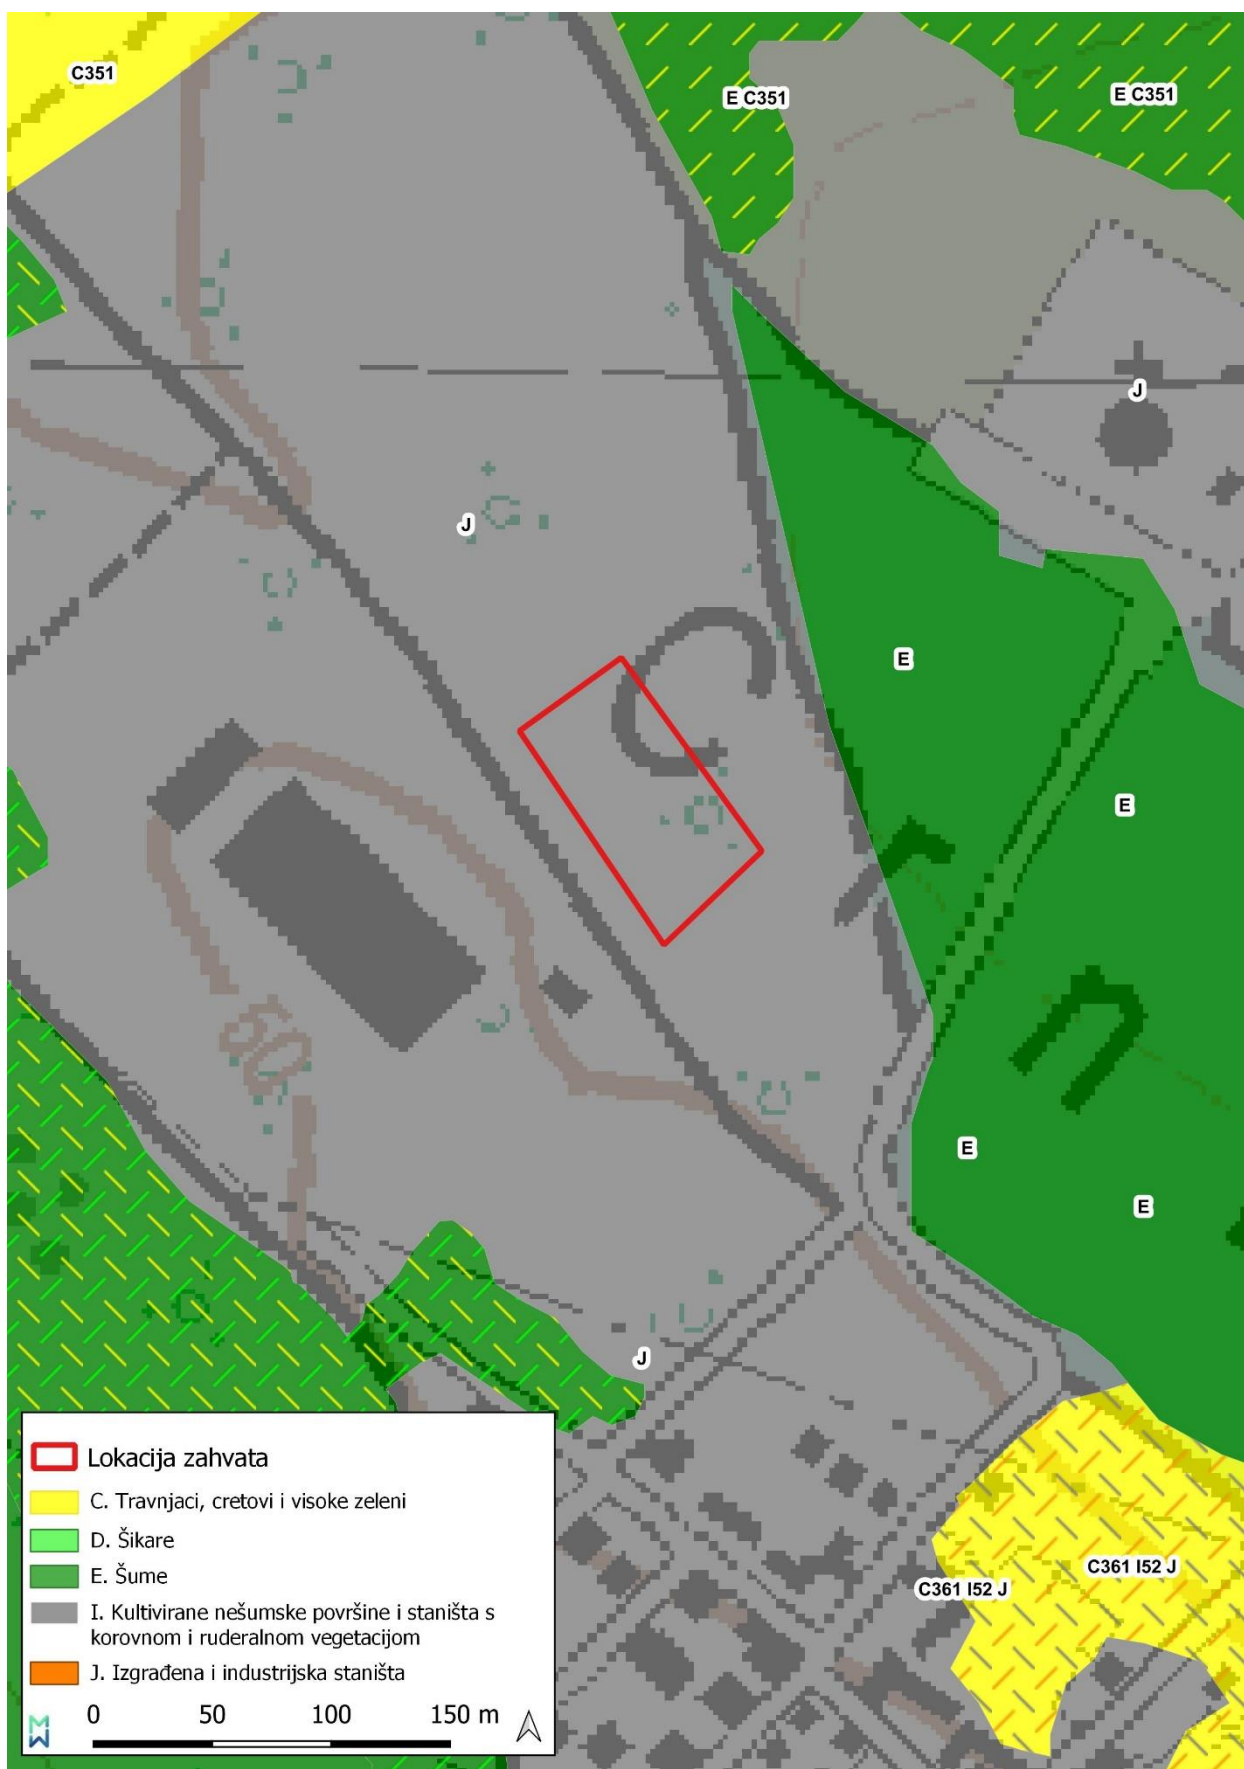 C351
E C351
E C351
J
J
E
E
60
E
E
J
C361 I52 J
C361 I52 J
Lokacija zahvata
C. Travnjaci, cretovi i visoke zeleni
D. Šikare
E. Šume
I. Kultivirane nešumske površine i staništa s
korovnom i ruderalnom vegetacijom
J. Izgrađena i industrijska staništa
0 50 100 150 m